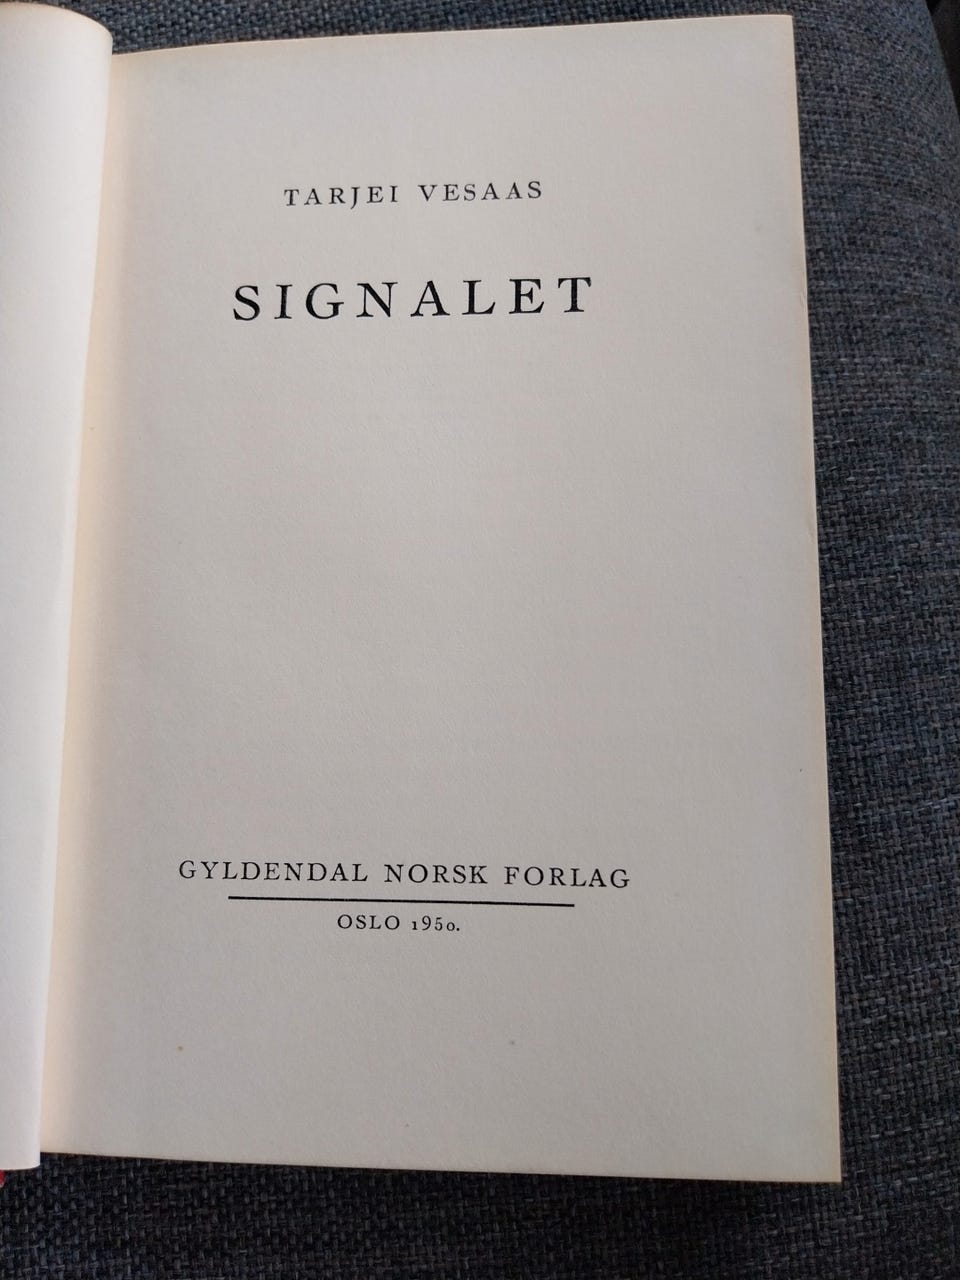 TARJEI VESAAS
SIGNALET
GYLDENDAL NORSK FORLAG
OSLO 1950.